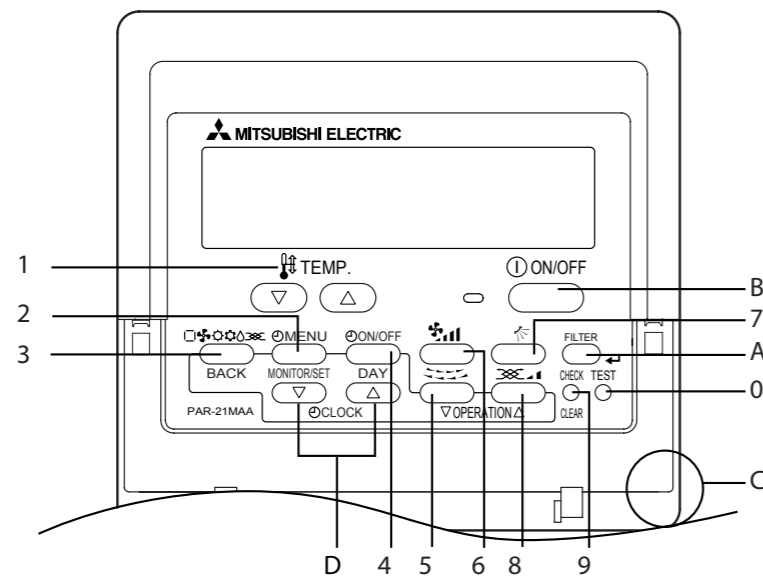 MITSUBISHI ELECTRIC
1 TEMP. ON/OFF
B
2 7
MENU ON/OFF FILTER
3 A
BACK MONITOR/SET DAY CHECK TEST
0
PAR-21MAA CLOCK OPERATION CLEAR
C
D 4 5 6 8 9